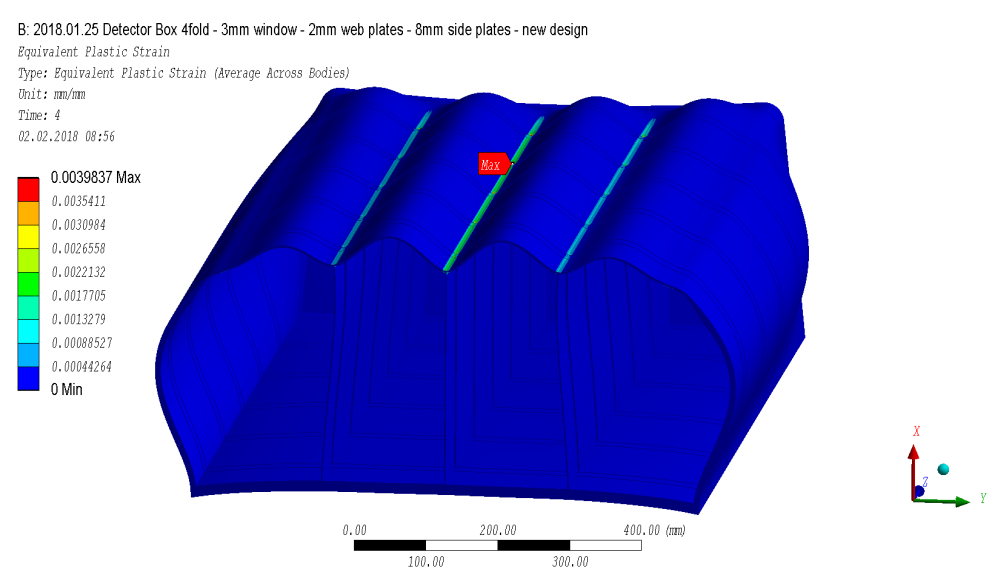 B: 2018.01.25 Detector Box 4fold - 3mm window - 2mm web plates - 8mm side plates - new design
Equivalent Plastic Strain
Type: Equivalent Plastic Strain (Average Across Bodies)
Unit: mm/mm
Time: 4
02.02.2018 08:56
0.0039837 Max
0.0035411
0.0030984
0.0026558
0.0022132
0.0017705
0.0013279
0.00088527
0.00044264
0 Min
Max
X
Z
Y
0.00 200.00 400.00 (mm)
100.00 300.00